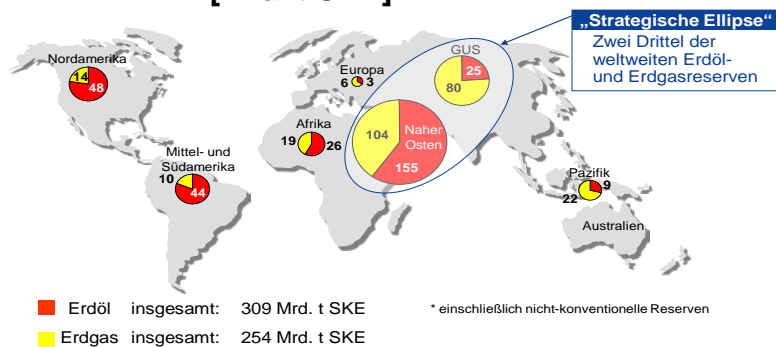 „Strategische Ellipse“
Zwei Drittel der
weltweiten Erdöl-
und Erdgasreserven
GUS
25
80
Nordamerika
14
48
Europa
6
3
Afrika
19
26
104
Naher
Osten
155
Mittel- und
Südamerika
10
44
Pazifik
9
22
Australien
Erdöl insgesamt: 309 Mrd. t SKE
* einschließlich nicht-konventionelle Reserven
Erdgas insgesamt: 254 Mrd. t SKE